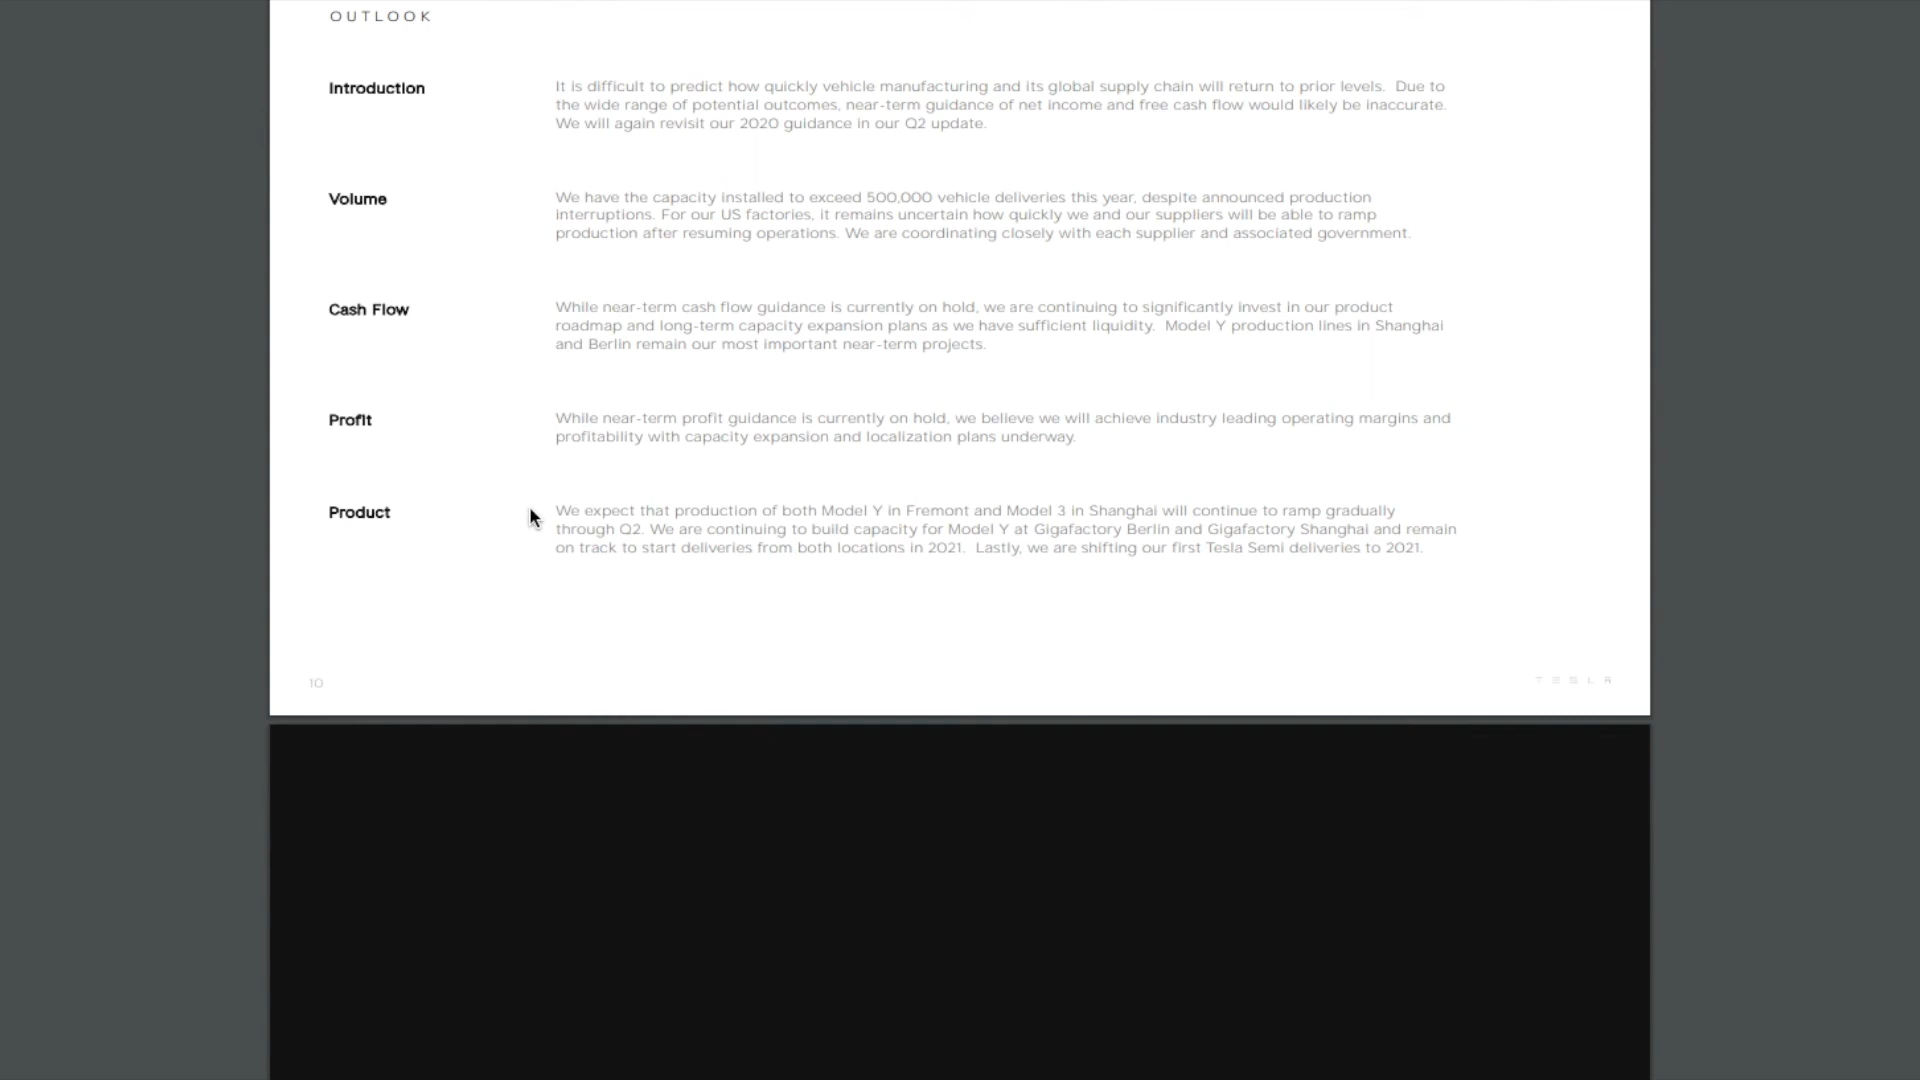 OUTLOOK
Introduction
It is difficult to predict how quickly vehicle manufacturing and its global supply chain will return to prior levels.  Due to
the wide range of potential outcomes, near-term guidance of net income and free cash flow would likely be inaccurate.
We will again revisit our 2020 guidance in our Q2 update.
Volume
We have the capacity installed to exceed 500,000 vehicle deliveries this year, despite announced production
interruptions. For our US factories, it remains uncertain how quickly we and our suppliers will be able to ramp
production after resuming operations. We are coordinating closely with each supplier and associated government.
Cash Flow
While near-term cash flow guidance is currently on hold, we are continuing to significantly invest in our product
roadmap and long-term capacity expansion plans as we have sufficient liquidity.  Model Y production lines in Shanghai
and Berlin remain our most important near-term projects.
Profit
While near-term profit guidance is currently on hold, we believe we will achieve industry leading operating margins and
profitability with capacity expansion and localization plans underway.
Product
We expect that production of both Model Y in Fremont and Model 3 in Shanghai will continue to ramp gradually
through Q2. We are continuing to build capacity for Model Y at Gigafactory Berlin and Gigafactory Shanghai and remain
on track to start deliveries from both locations in 2021.  Lastly, we are shifting our first Tesla Semi deliveries to 2021.
10
TESLA